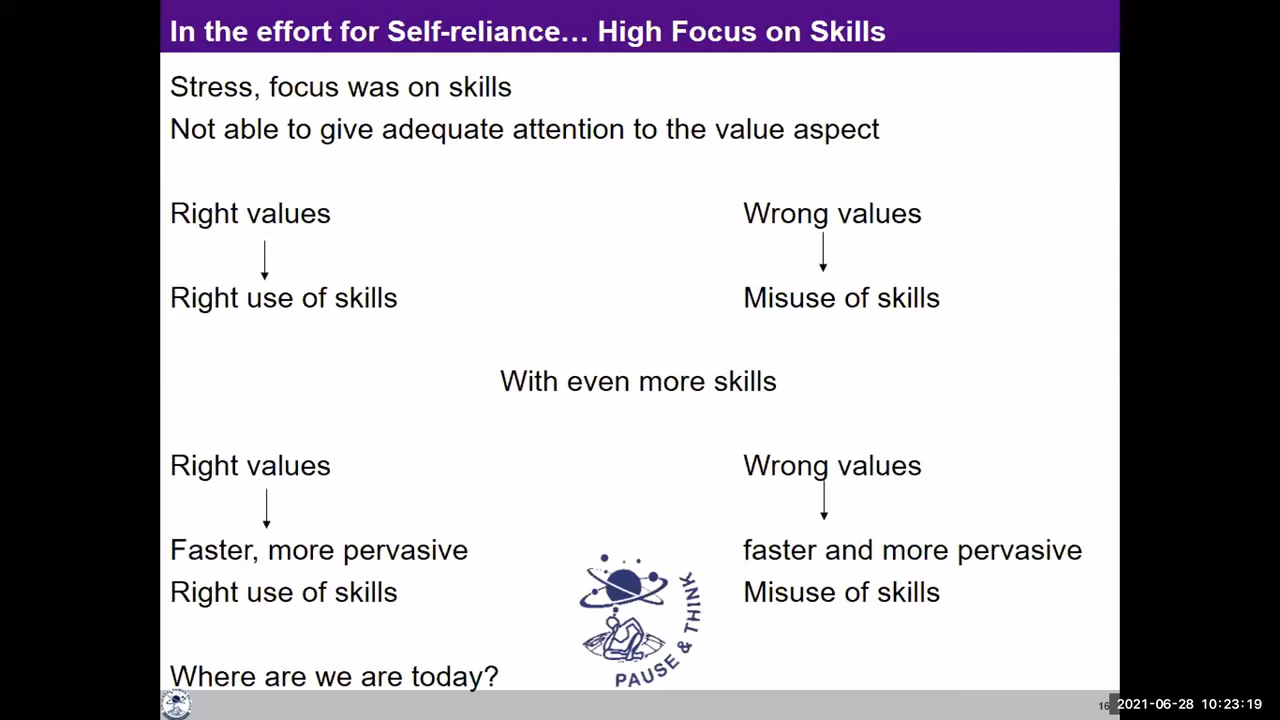 In the effort for Self-reliance… High Focus on Skills
Stress, focus was on skills
Not able to give adequate attention to the value aspect
Right values
Wrong values
Right use of skills
Misuse of skills
With even more skills
Right values
Wrong values
Faster, more pervasive
faster and more pervasive
Right use of skills
Misuse of skills
PAUSE & THINK
Where are we are today?
16
2021-06-28 10:23:19